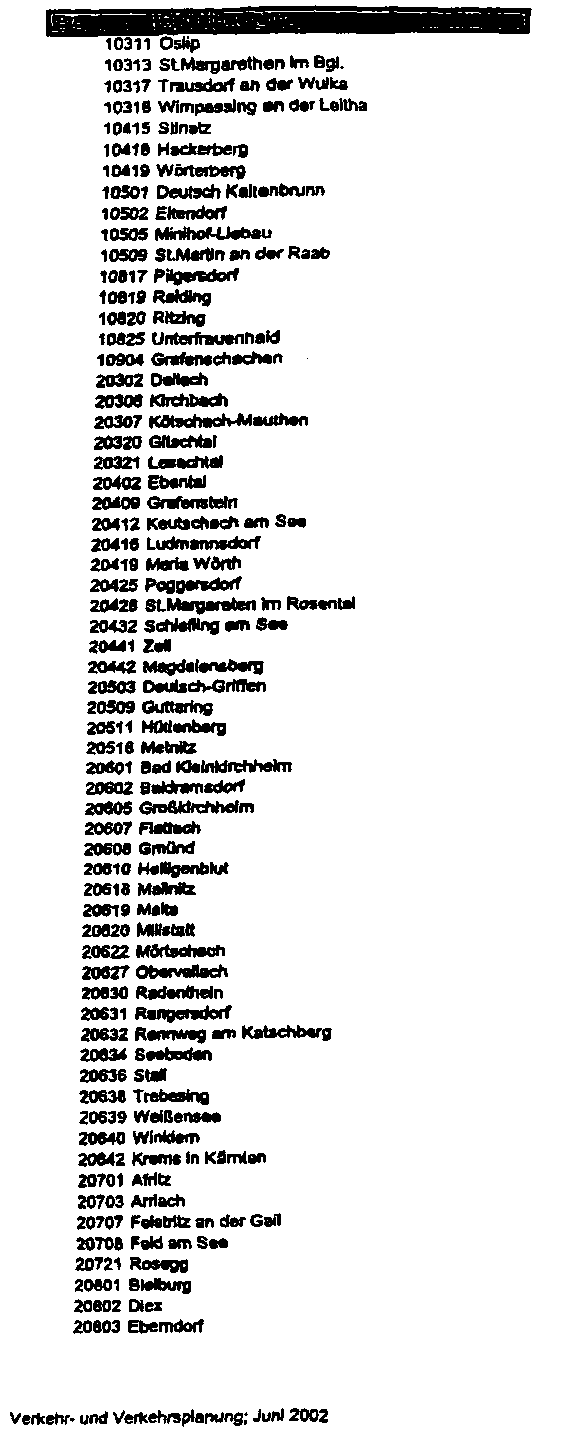 10311 Oslip
10313 St.Margarethen im Bgl.
10317 Trausdorf an der Wulka
10318 Wimpassing an der Leitha
10415 Stinatz
10418 Hackerberg
10419 Wörterberg
10501 Deutsch Kaltenbrunn
10502 Eltendorf
10505 Minihof-Liebau
10509 St.Martin an der Raab
10817 Pilgersdorf
10819 Raiding
10820 Ritzing
10825 Unterfrauenhaid
10904 Grafenschachen
20302 Dellach
20306 Kirchbach
20307 Kötschach-Mauthen
20320 Gitschtal
20321 Lesachtal
20402 Ebental
20409 Grafenstein
20412 Keutschach am See
20416 Ludmannsdorf
20419 Maria Wörth
20425 Poggersdorf
20428 St.Margareten im Rosental
20432 Schiefling am See
20441 Zell
20442 Magdalensberg
20503 Deutsch-Griffen
20509 Guttaring
20511 Hüttenberg
20516 Metnitz
20601 Bad Kleinkirchheim
20602 Baldramsdorf
20605 Großkirchheim
20607 Flattach
20608 Gmünd
20610 Heiligenblut
20618 Mallnitz
20619 Malta
20620 Millstatt
20622 Mörtschach
20627 Obervellach
20630 Radenthein
20631 Rangersdorf
20632 Rennweg am Katschberg
20634 Seeboden
20636 Stall
20638 Trebesing
20639 Weißensee
20640 Winklern
20642 Krems in Kärnten
20701 Afritz
20703 Arriach
20707 Feistritz an der Gail
20708 Feld am See
20721 Rosegg
20801 Bleiburg
20802 Diex
20803 Eberndorf
Verkehr- und Verkehrsplanung; Juni 2002